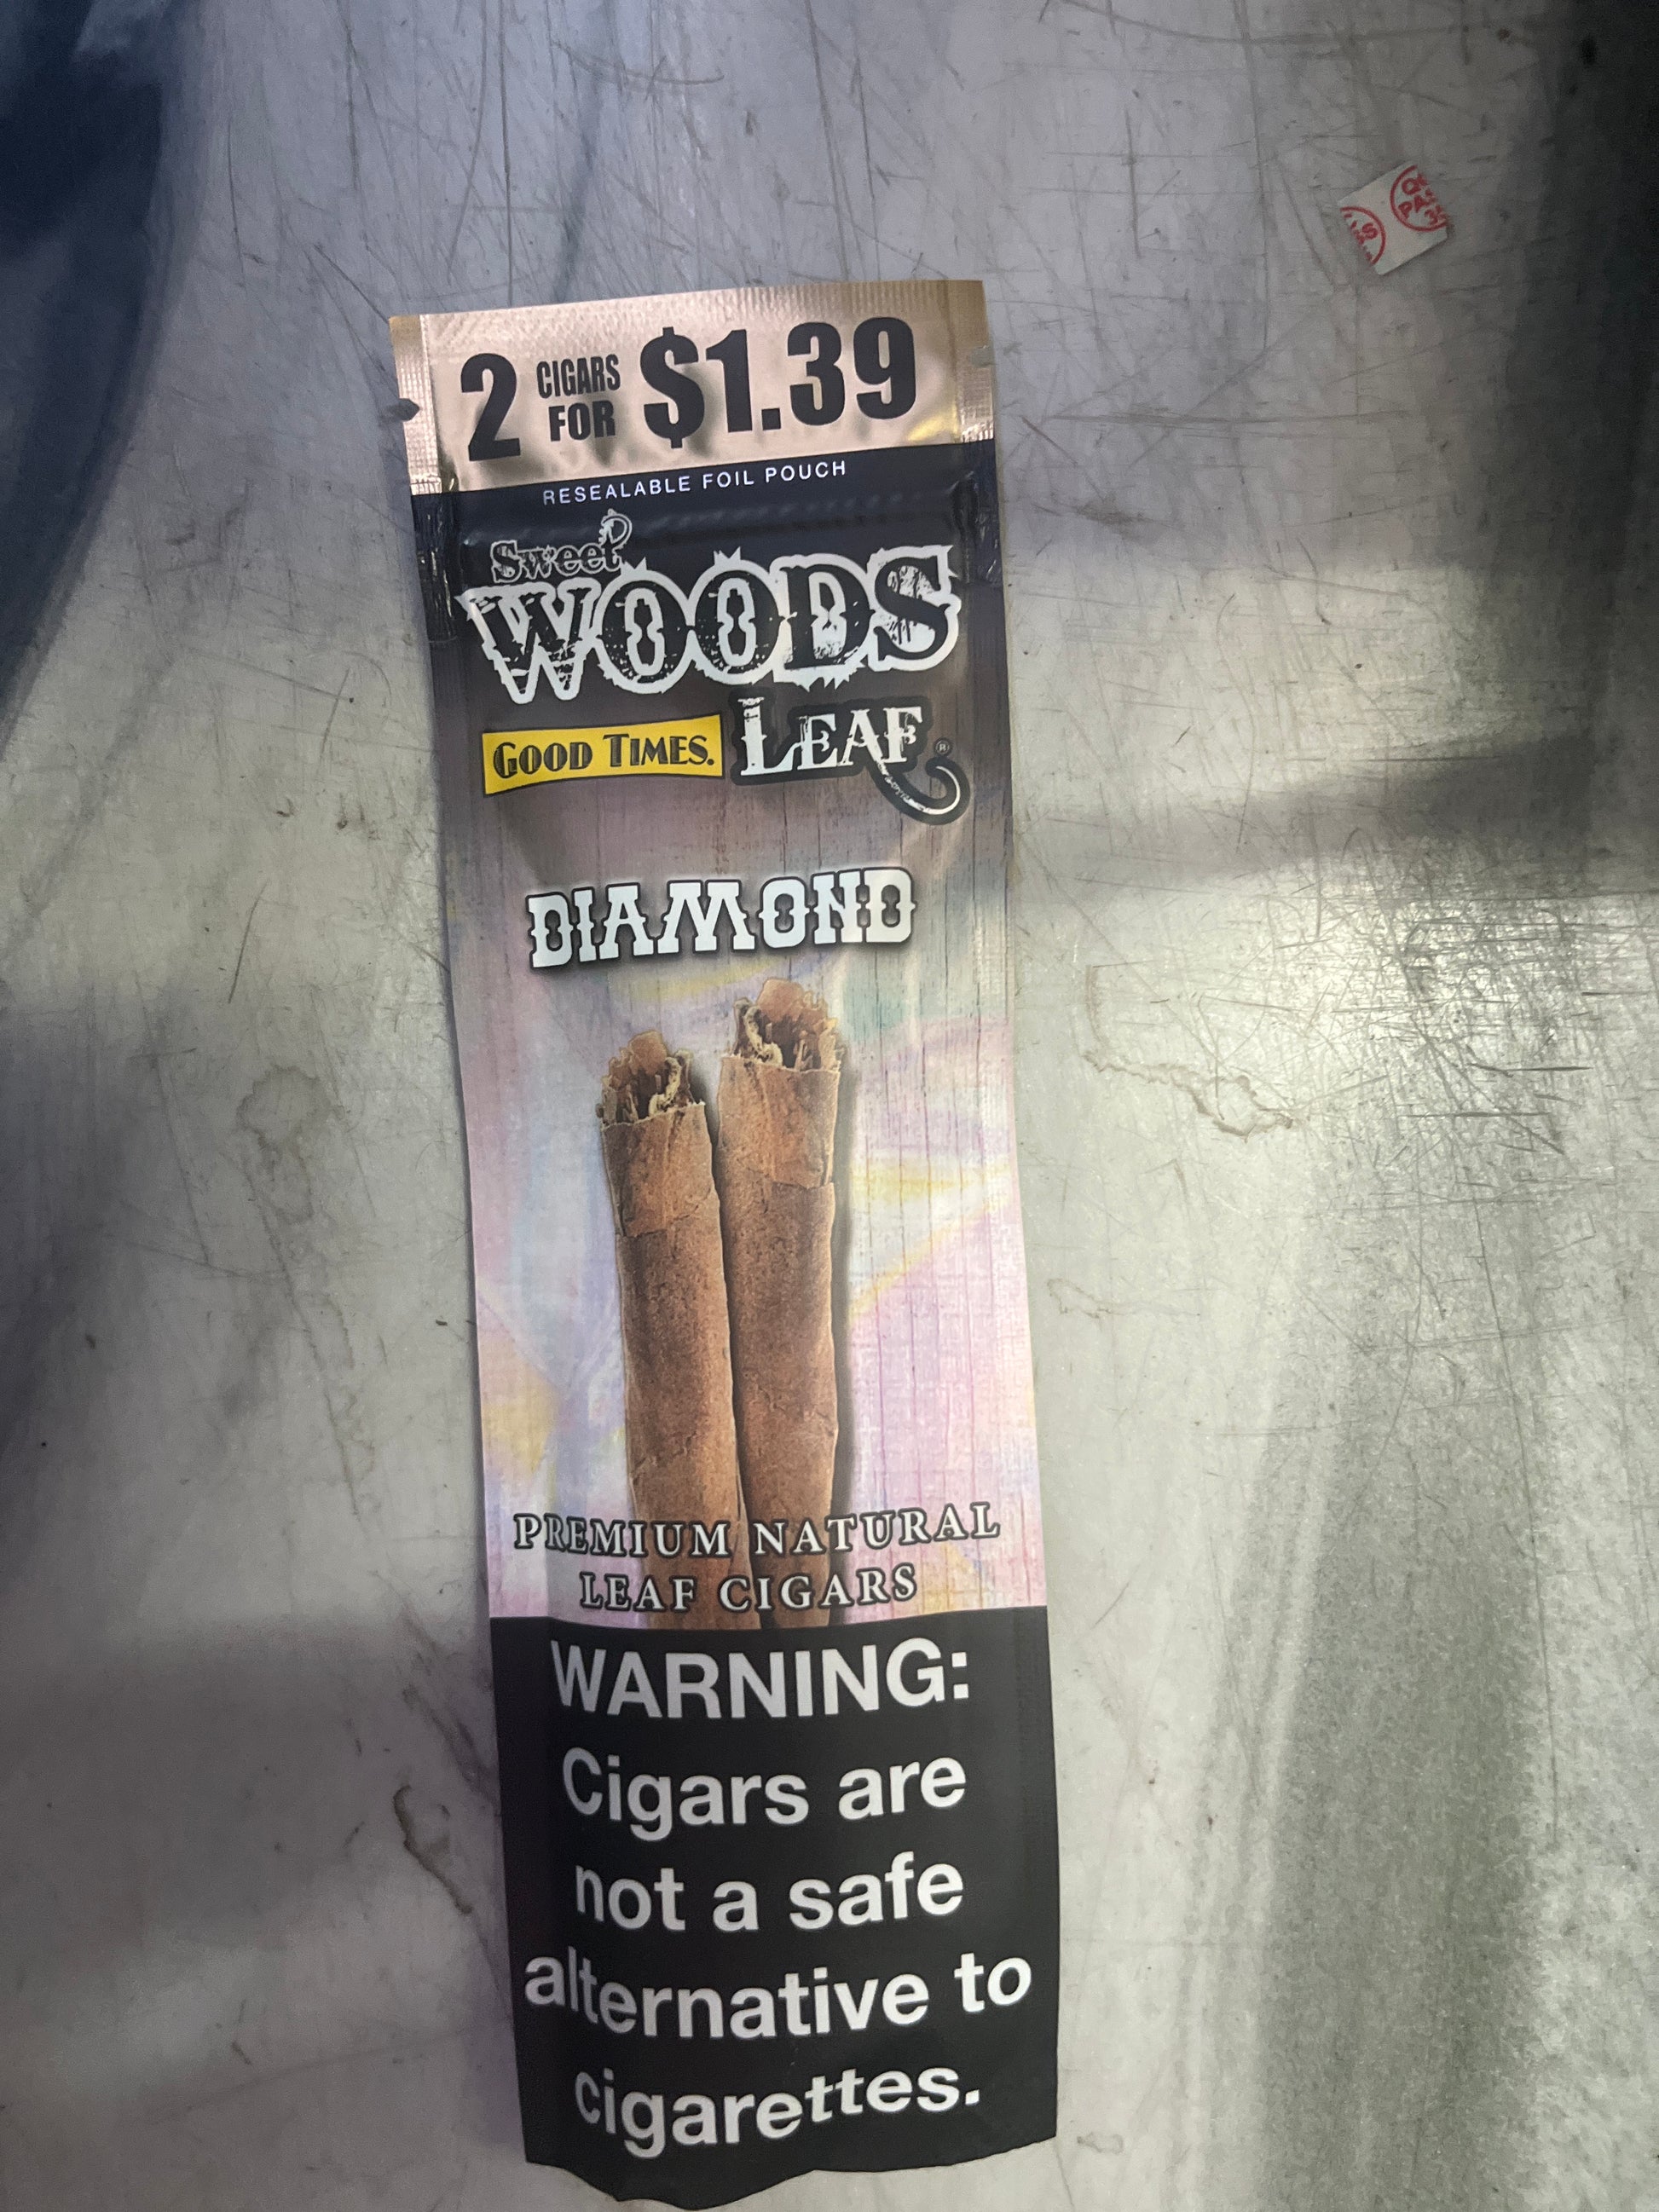 2 CIGARS FOR $1.39
RESEALABLE FOIL POUCH
Sweet
WOODS
GOOD TIMES. LEAF®
DIAMOND
PREMIUM NATURAL
LEAF CIGARS
WARNING:
Cigars are
not a safe
alternative to
cigarettes.